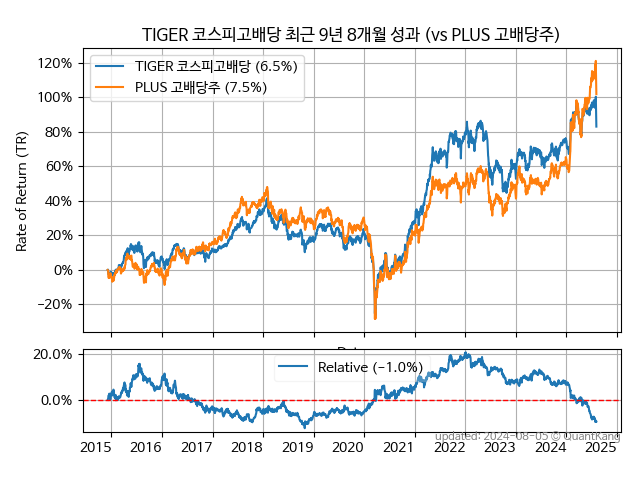 TIGER 코스피고배당 최근 9년 8개월 성과 (vs PLUS 고배당주)
TIGER 코스피고배당 (6.5%)
PLUS 고배당주 (7.5%)
Rate of Return (TR)
120%
100%
80%
60%
40%
20%
0%
−20%
20.0%
0.0%
Relative (−1.0%)
updated: 2024-08-05 © QuantKang
2015 2016 2017 2018 2019 2020 2021 2022 2023 2024 2025